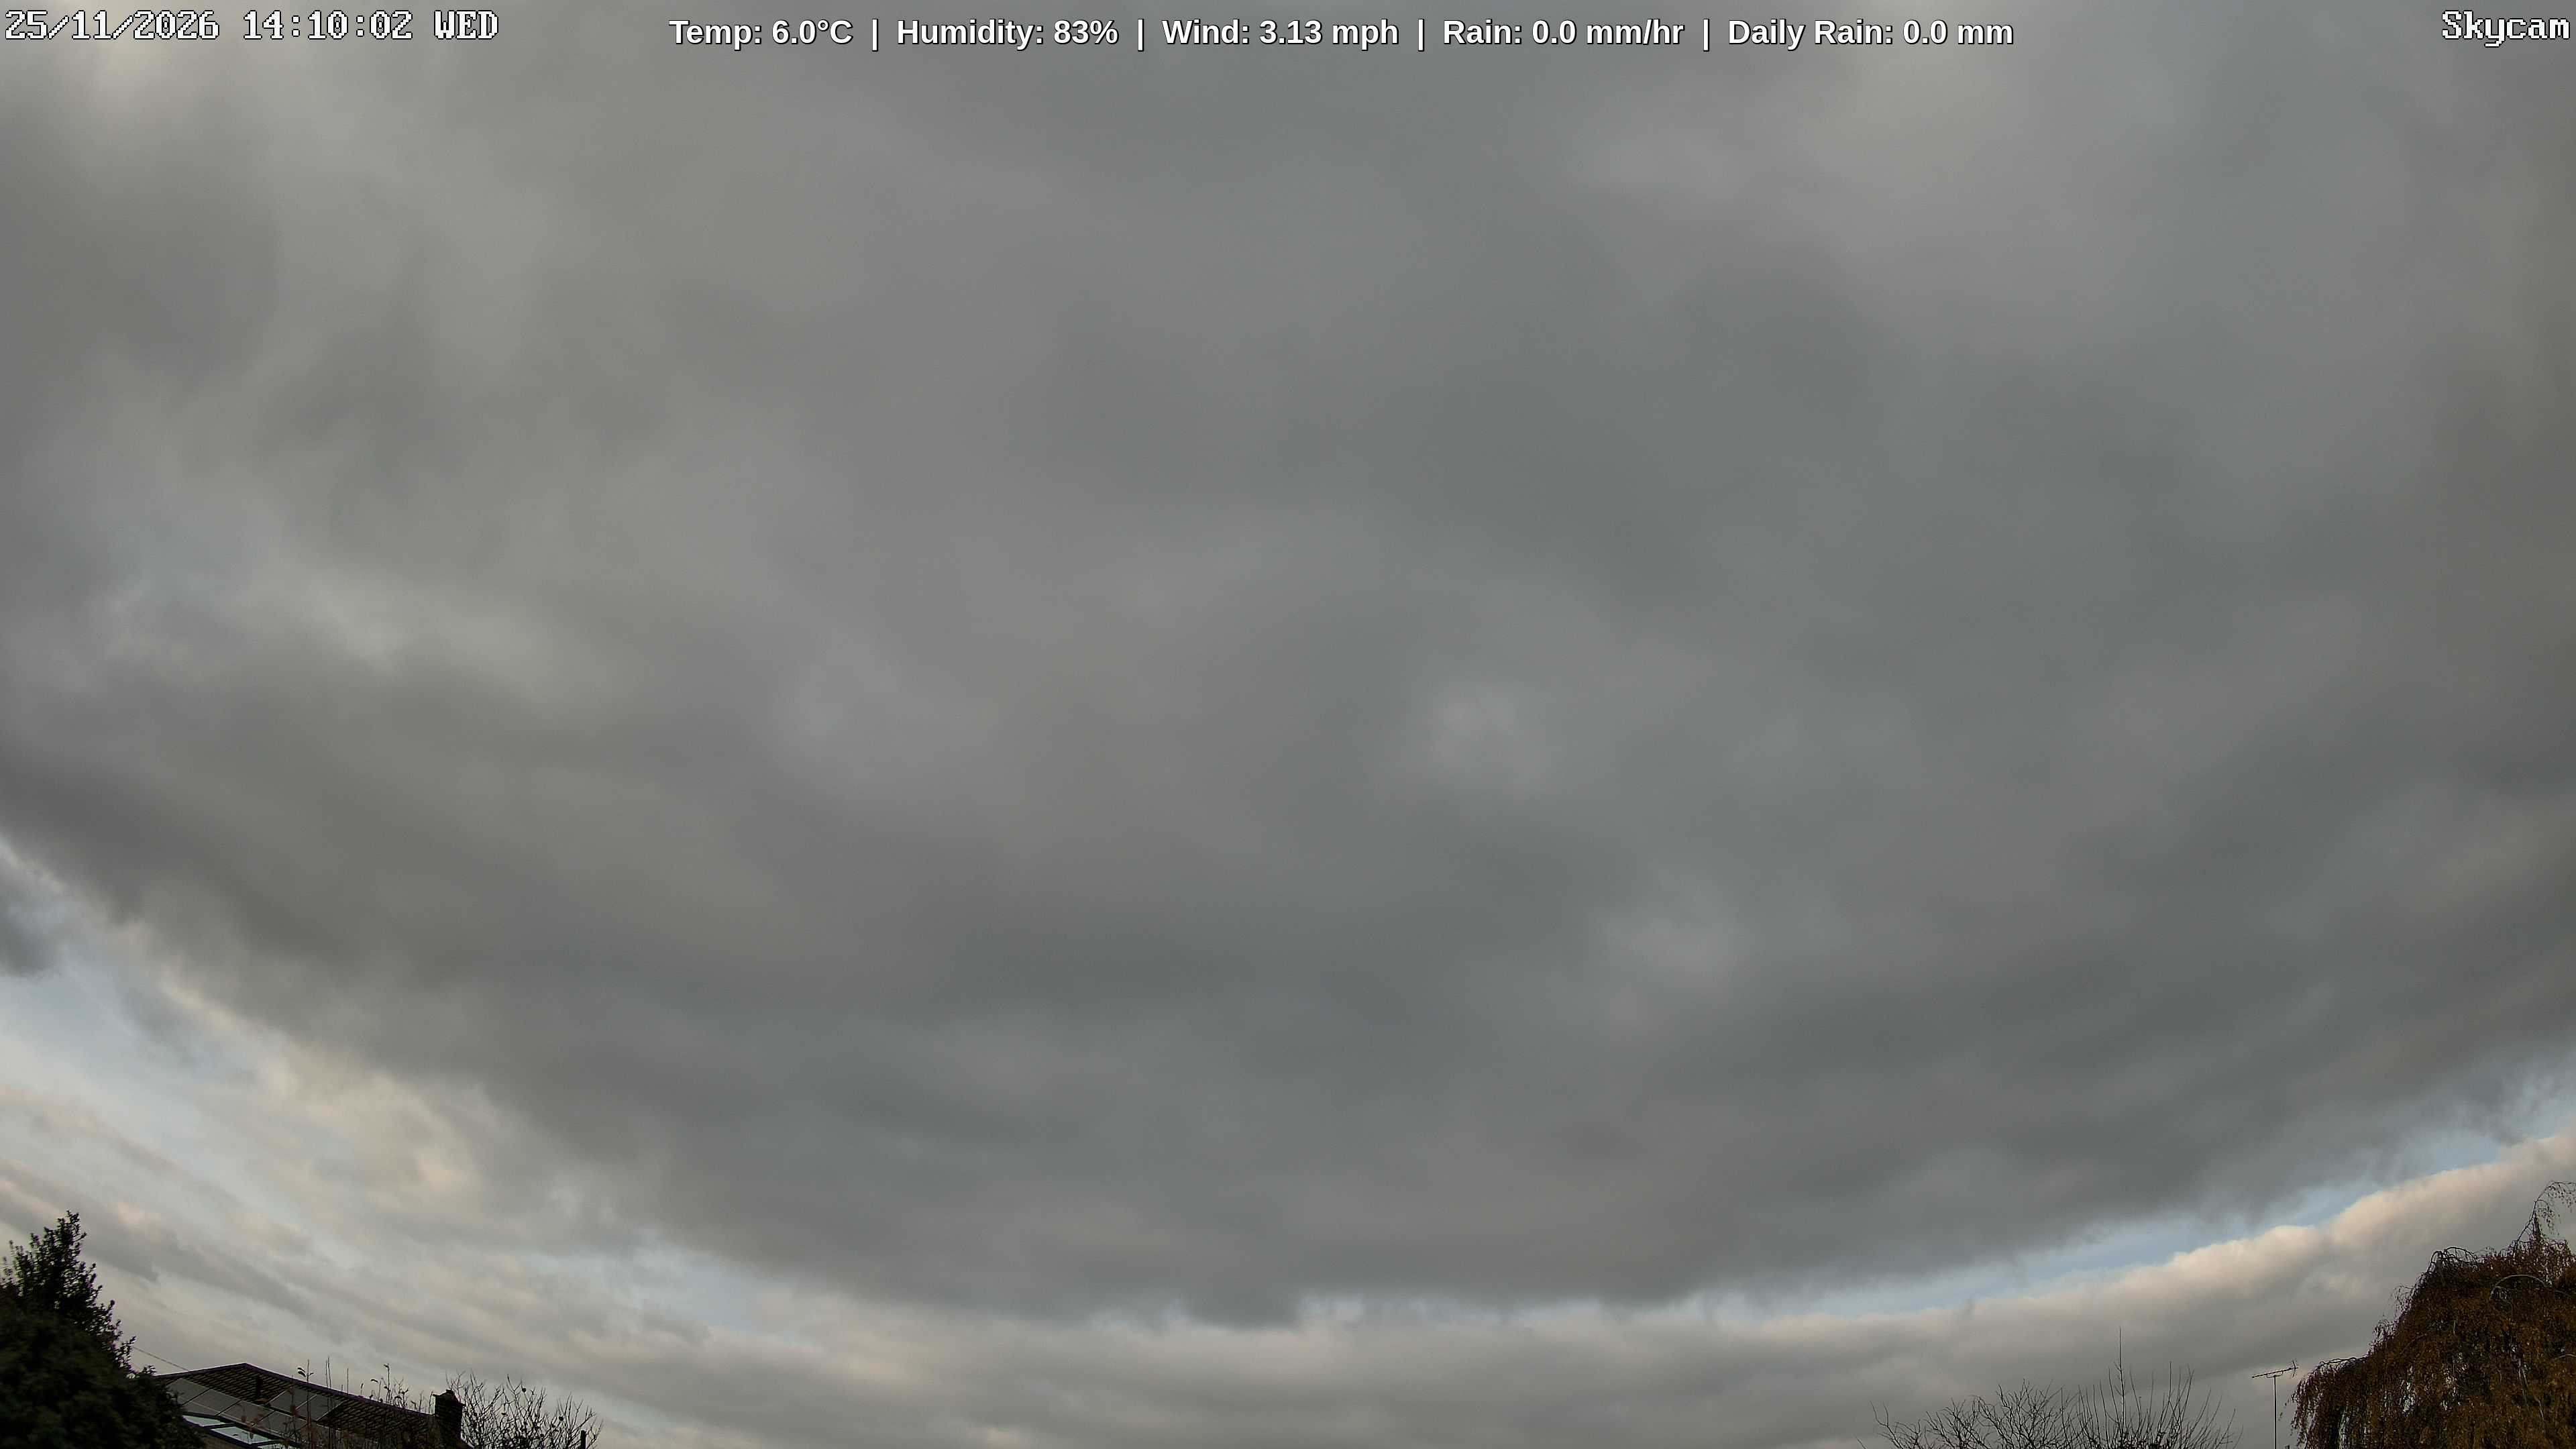 25/11/2026 14:10:02 WED
Temp: 6.0°C | Humidity: 83% | Wind: 3.13 mph | Rain: 0.0 mm/hr | Daily Rain: 0.0 mm
Skycam